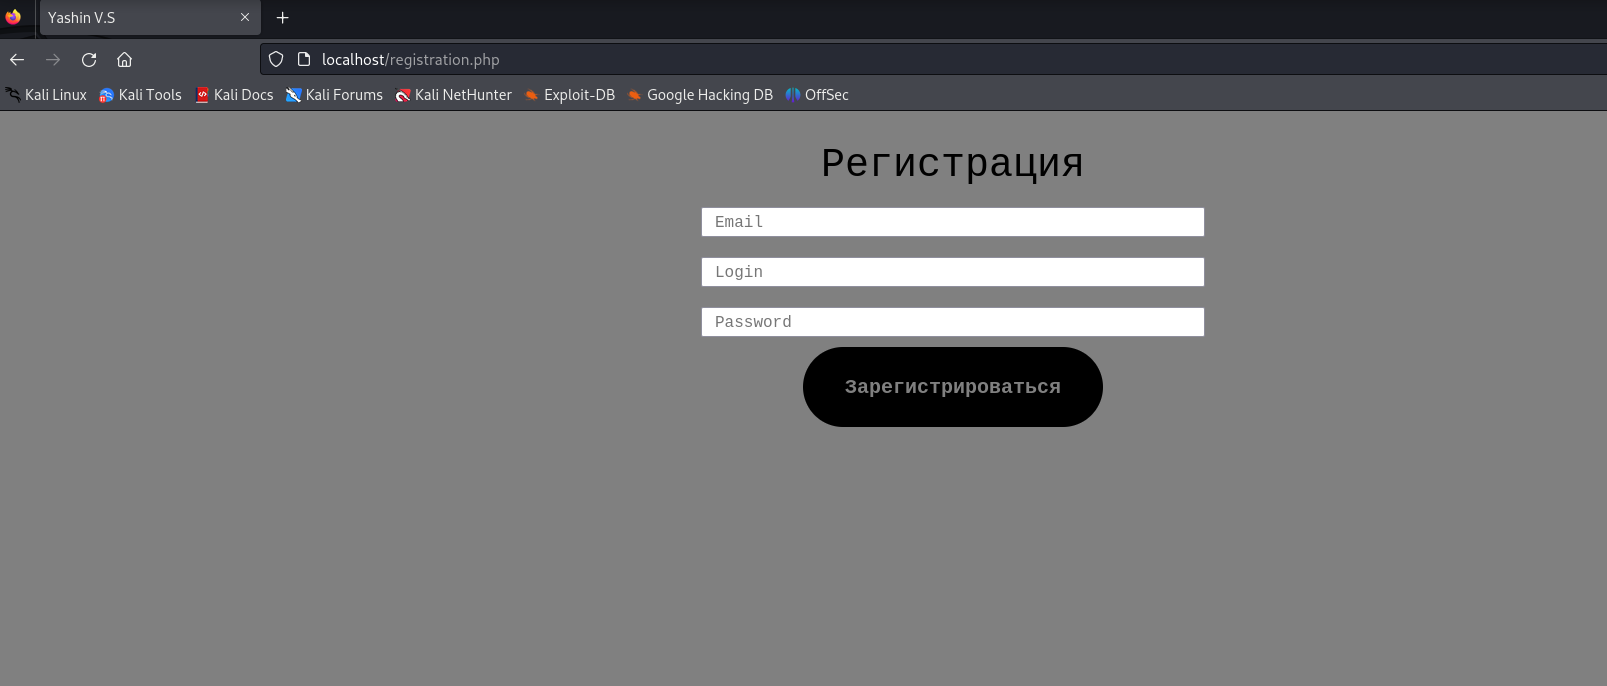 Yashin V.S
localhost/registration.php
Kali Linux Kali Tools Kali Docs Kali Forums Kali NetHunter Exploit-DB Google Hacking DB OffSec
Регистрация
Email
Login
Password
Зарегистрироваться